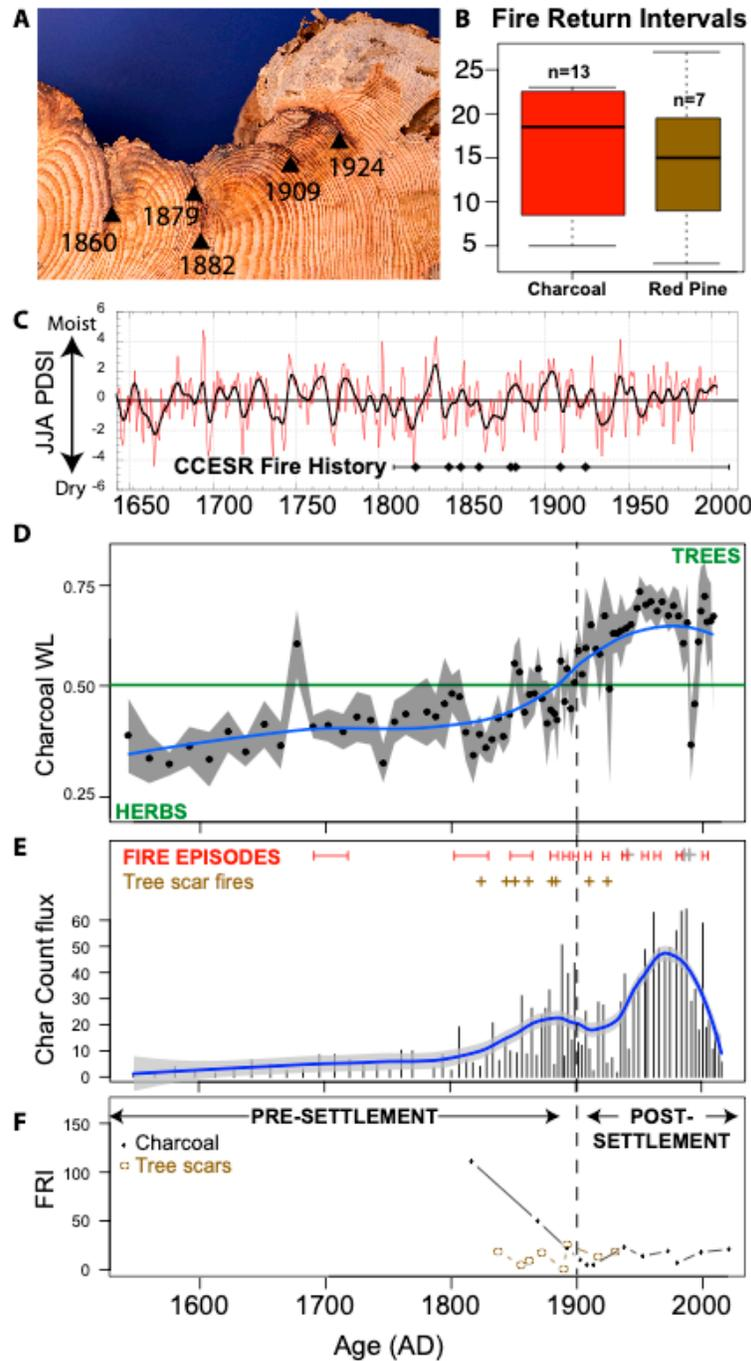 A
1860
1879
1882
1909
1924
B Fire Return Intervals
25
20
15
10
5
n=13
n=7
Charcoal Red Pine
C
Moist
JJA PDSI
Dry
6
4
2
0
-2
-4
-6
CCESR Fire History
1650 1700 1750 1800 1850 1900 1950 2000
D
TREES
0.75
0.50
0.25
Charcoal WL
HERBS
E
FIRE EPISODES
Tree scar fires
60
50
40
30
20
10
0
Char Count flux
F
PRE-SETTLEMENT
POST-
SETTLEMENT
Charcoal
Tree scars
150
100
50
0
FRI
1600 1700 1800 1900 2000
Age (AD)